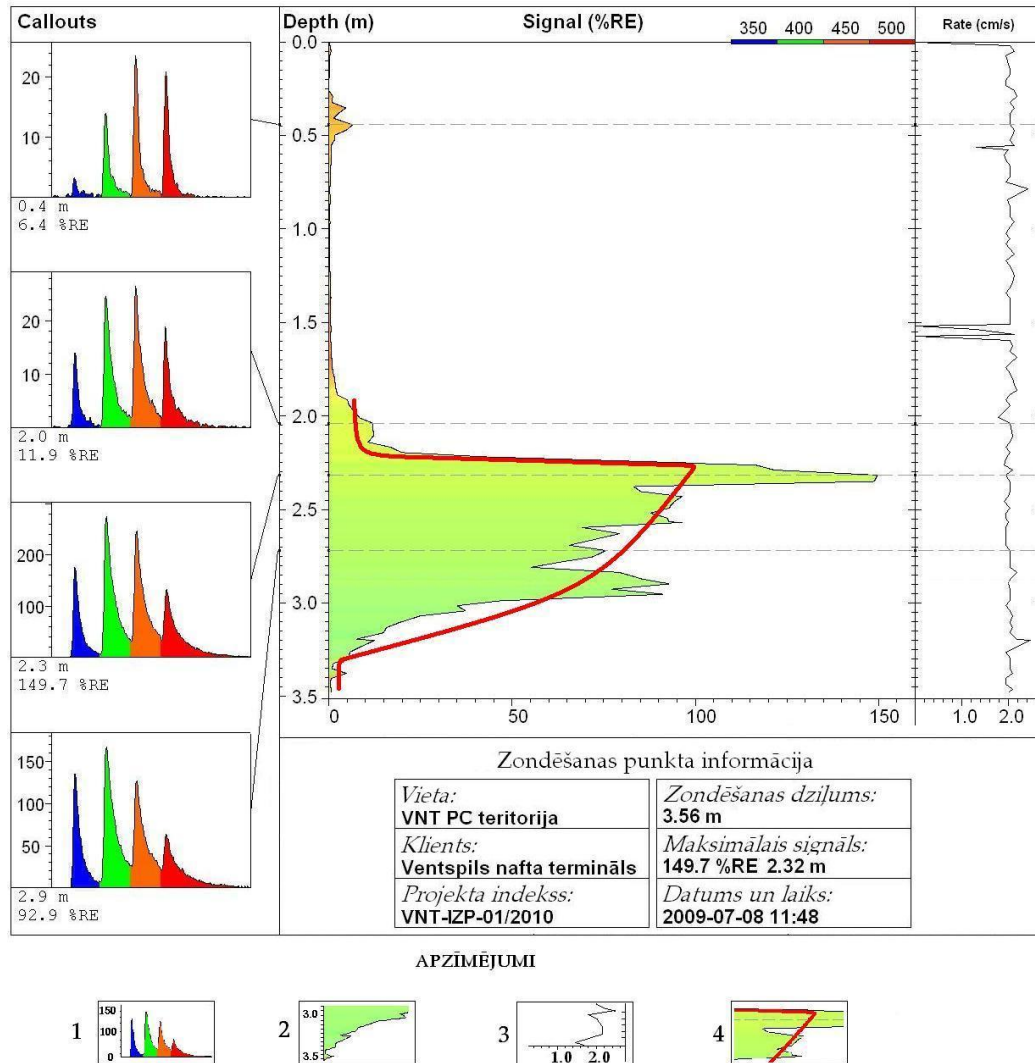 Callouts
Depth (m)
Signal (%RE)
350 400 450 500
Rate (cm/s)
20
10
0.4 m
6.4 %RE
20
10
2.0 m
11.9 %RE
200
100
2.3 m
149.7 %RE
150
100
50
2.9 m
92.9 %RE
0.0
0.5
1.0
1.5
2.0
2.5
3.0
3.5
0 50 100 150
1.0 2.0
Zondēšanas punkta informācija
Vieta:
VNT PC teritorija
Zondēšanas dziļums:
3.56 m
Klients:
Ventspils nafta termināls
Maksimālais signāls:
149.7 %RE 2.32 m
Projekta indekss:
VNT-IZP-01/2010
Datums un laiks:
2009-07-08 11:48
APZĪMĒJUMI
1
150
100
0
2
3.0
3.5
3
1.0 2.0
4